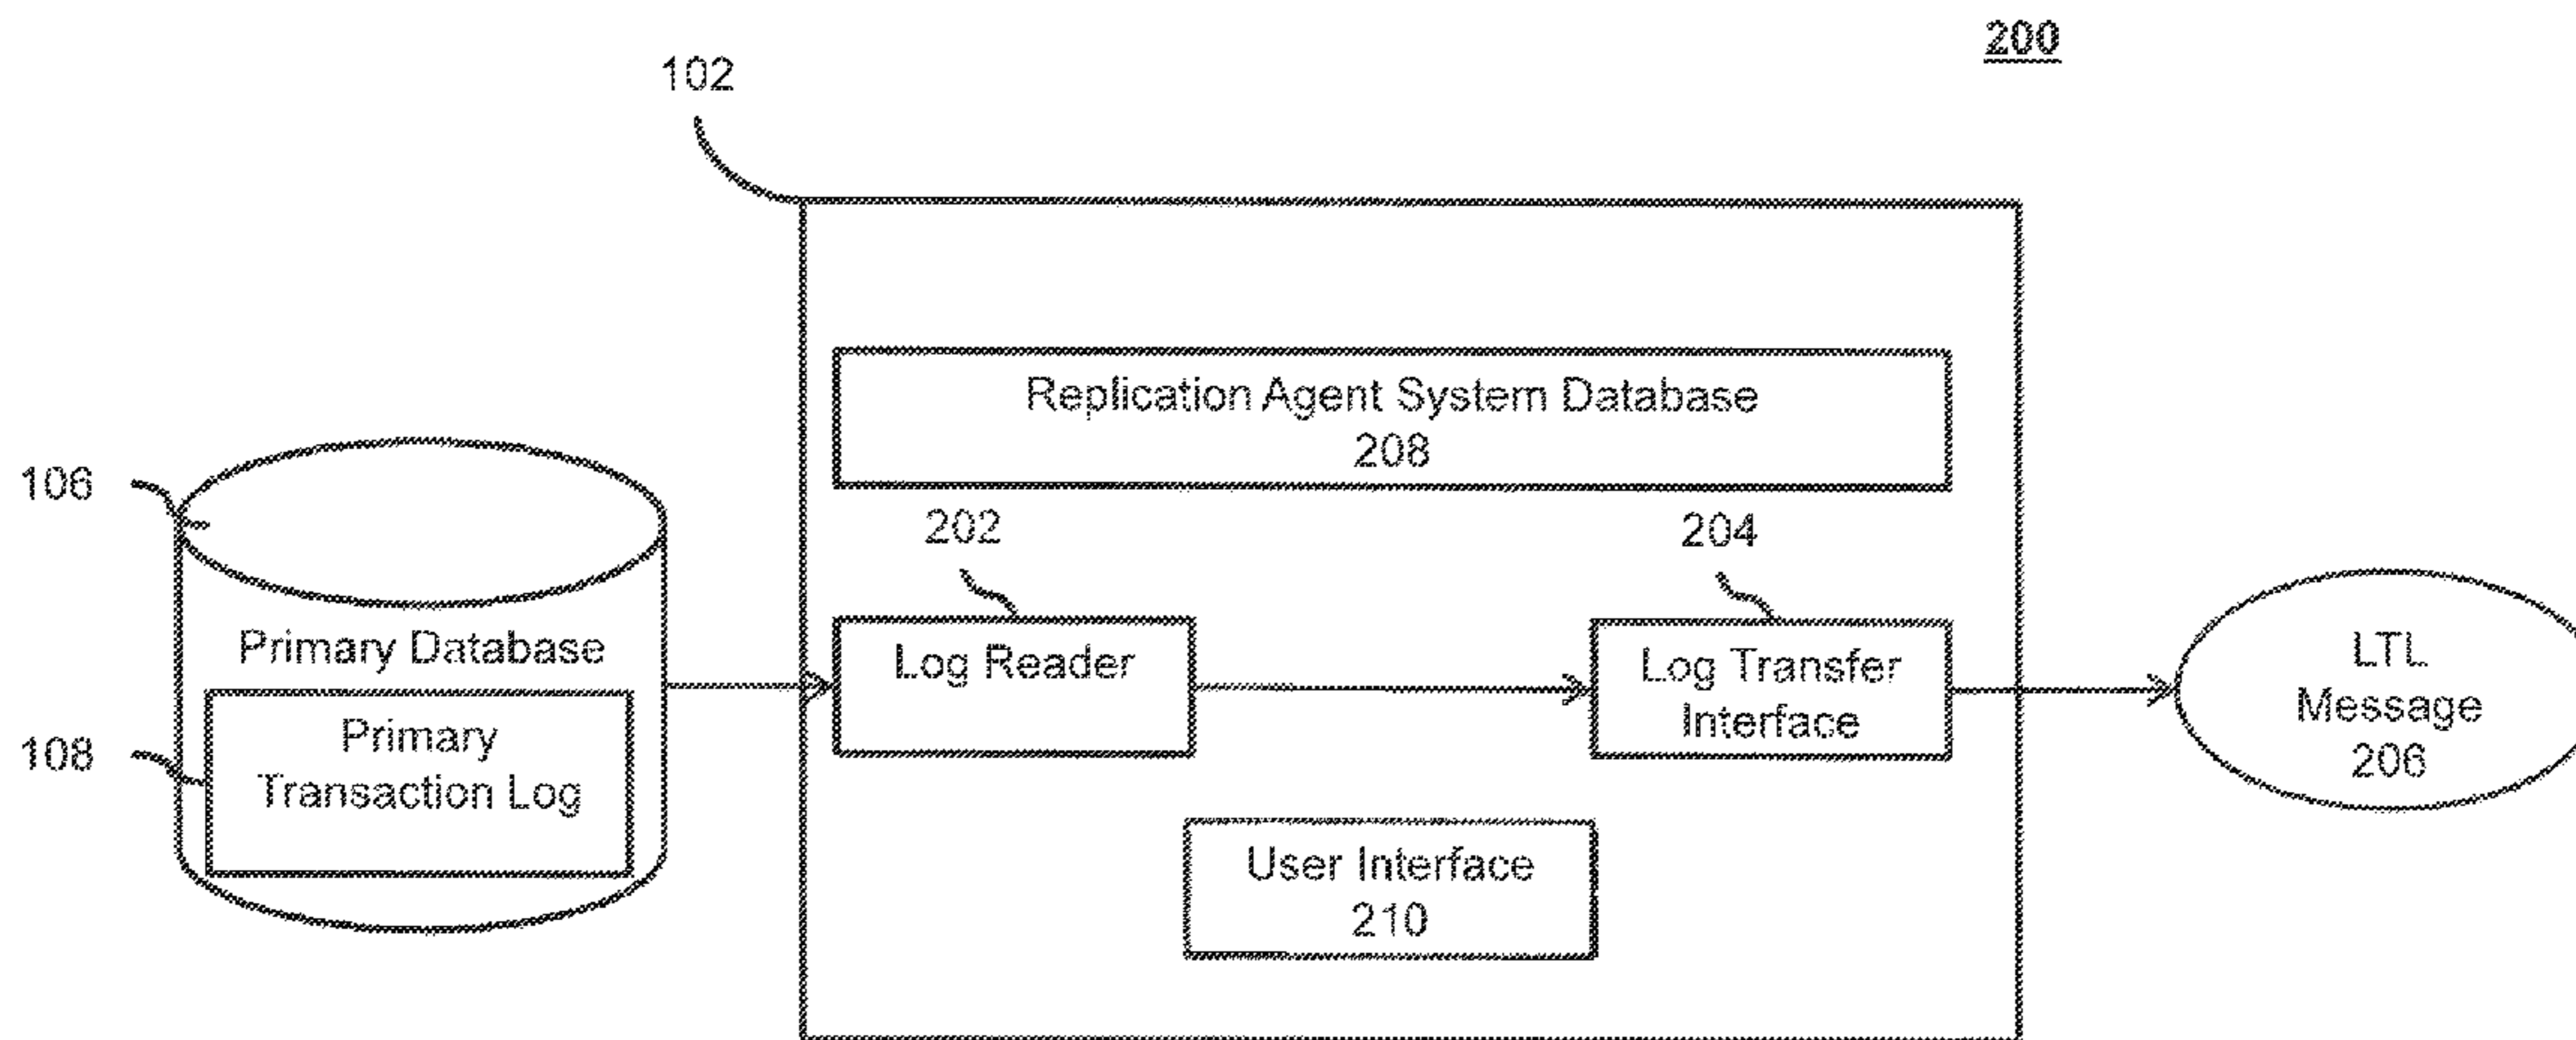 200
102
Replication Agent System Database
208
106
202
204
Primary Database
Log Reader
Log Transfer
Interface
LTL
Message
206
108
Primary
Transaction Log
User Interface
210